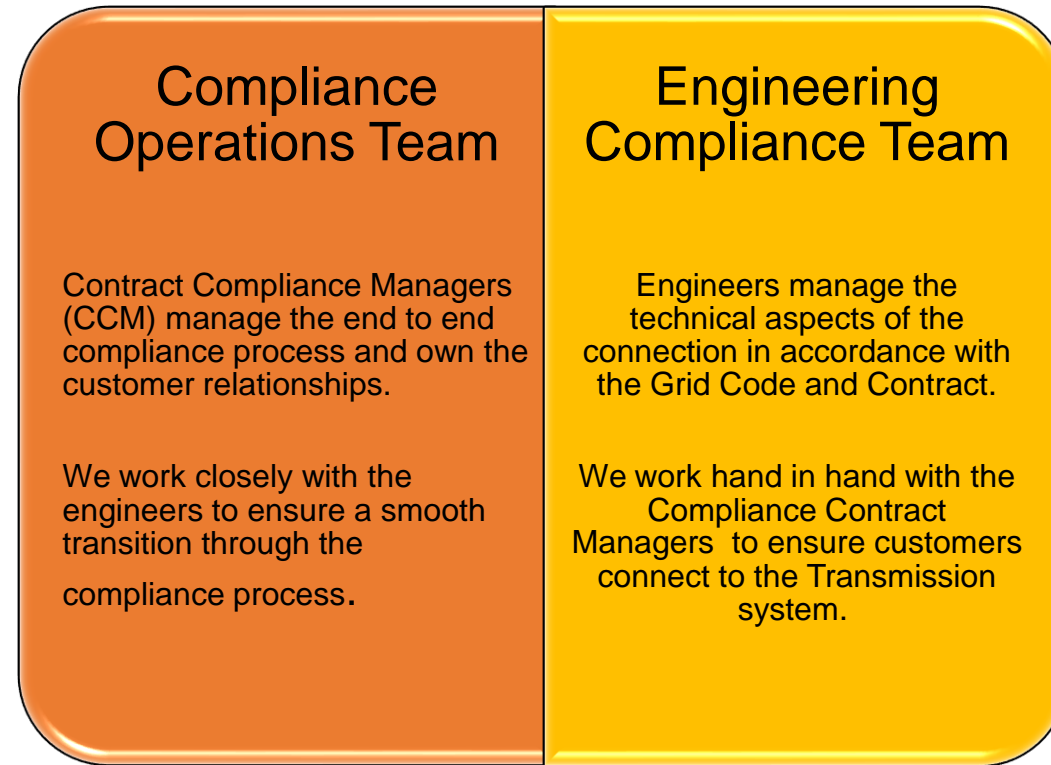 Compliance
Operations Team
Contract Compliance Managers
(CCM) manage the end to end
compliance process and own the
customer relationships.
We work closely with the
engineers to ensure a smooth
transition through the
compliance process.
Engineering
Compliance Team
Engineers manage the
technical aspects of the
connection in accordance with
the Grid Code and Contract.
We work hand in hand with the
Compliance Contract
Managers  to ensure customers
connect to the Transmission
system.